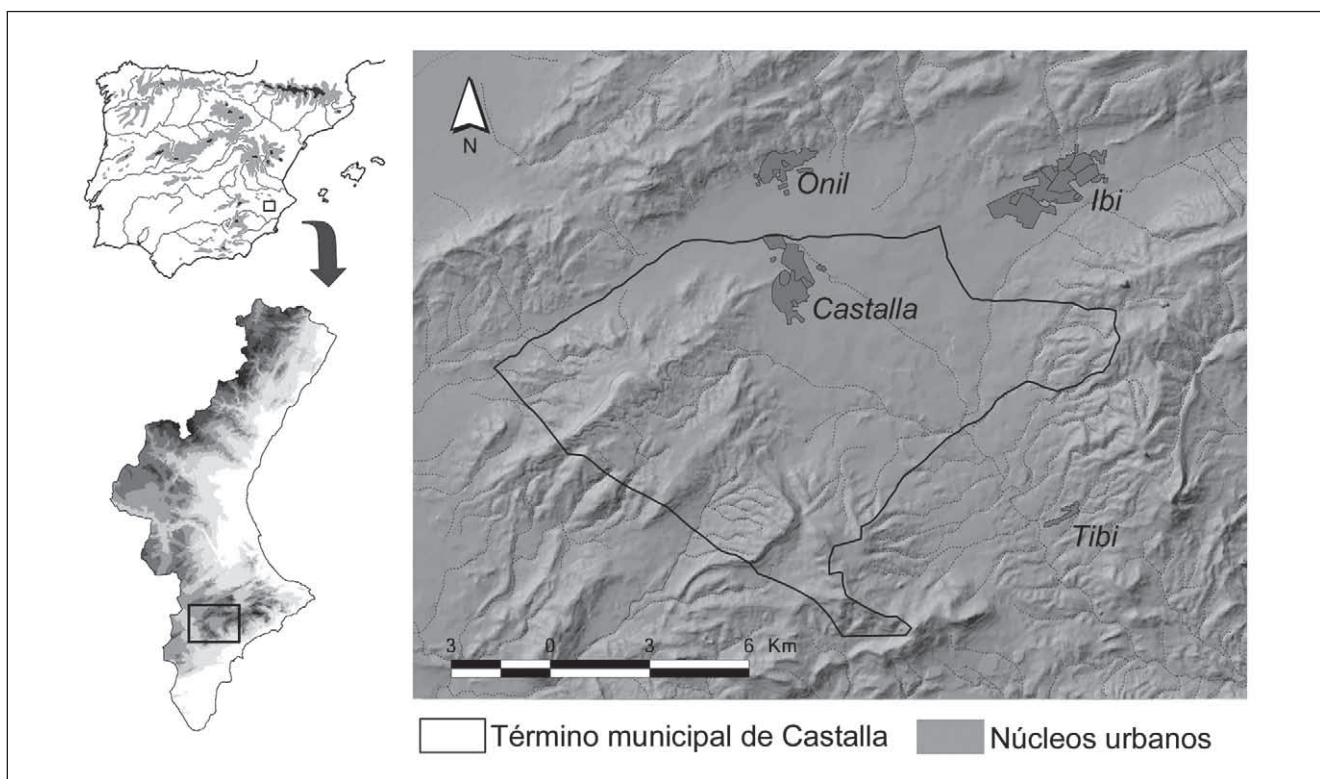 N
Onil
Ibi
Castalla
Tibi
3 0 3 6 Km
Término municipal de Castalla
Núcleos urbanos